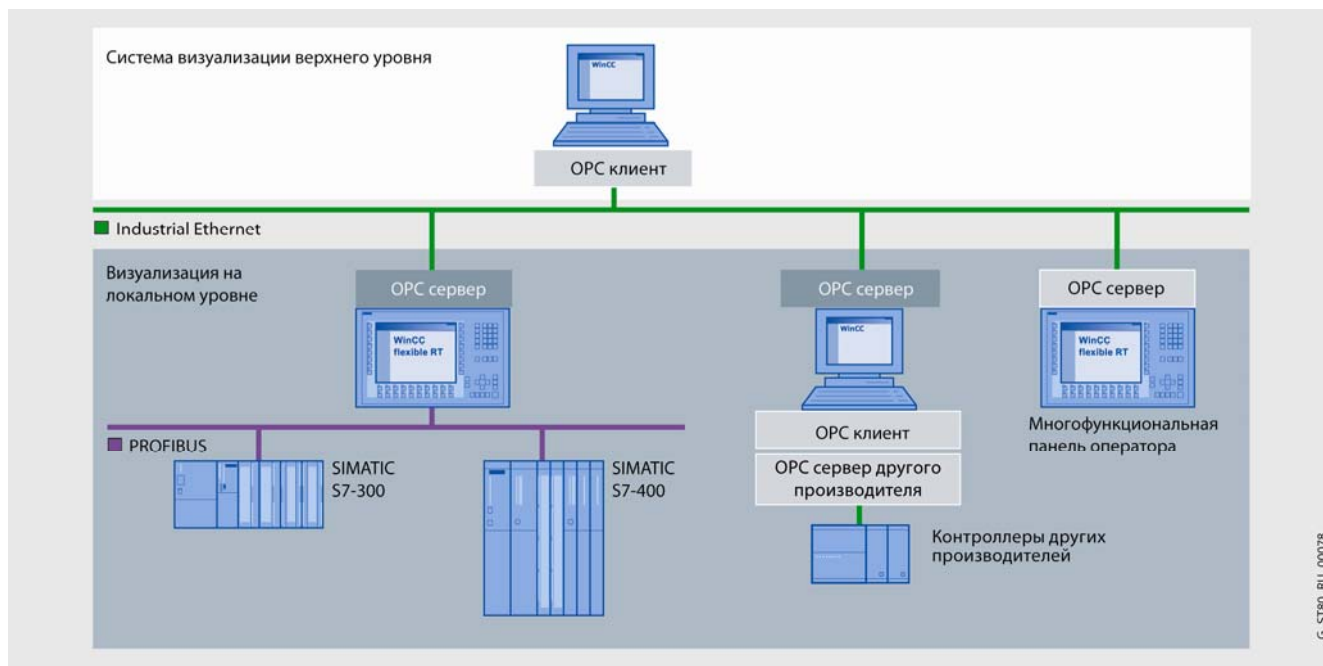 Система визуализации верхнего уровня
WinCC
OPC клиент
Industrial Ethernet
Визуализация на
локальном уровне
OPC сервер
OPC сервер
OPC сервер
WinCC
flexible RT
WinCC
WinCC
flexible RT
OPC клиент
Многофункциональная
панель оператора
PROFIBUS
SIMATIC
S7-300
SIMATIC
S7-400
OPC сервер другого
производителя
Контроллеры других
производителей
G_ST80_RU_00078